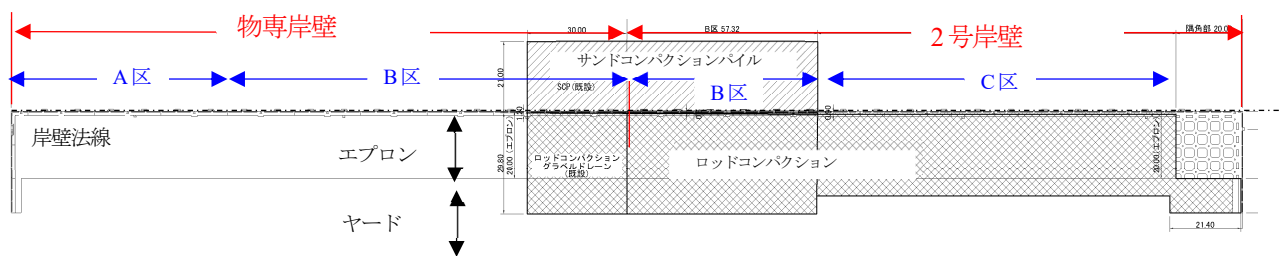 物専岸壁
30.00
B区 57.32
2号岸壁
隅角部 20.0
サンドコンパクションパイル
A区
B区
21.00
SCP(既設)
B区
C区
岸壁法線
エプロン
29.80
20.00(エプロン)
ロッドコンパクション
グラベルドレーン
(既設)
ロッドコンパクション
20.00(エプロン)
ヤード
21.40